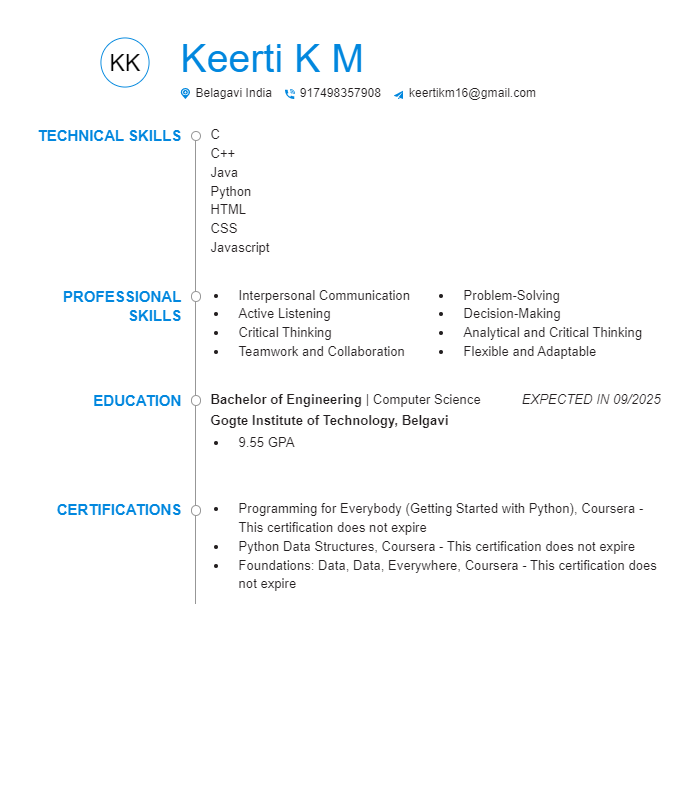 KK
Keerti K M
Belagavi India 917498357908 keertikm16@gmail.com
TECHNICAL SKILLS
C
C++
Java
Python
HTML
CSS
Javascript
PROFESSIONAL
SKILLS
• Interpersonal Communication
• Active Listening
• Critical Thinking
• Teamwork and Collaboration
• Problem-Solving
• Decision-Making
• Analytical and Critical Thinking
• Flexible and Adaptable
EDUCATION
Bachelor of Engineering | Computer Science EXPECTED IN 09/2025
Gogte Institute of Technology, Belgavi
• 9.55 GPA
CERTIFICATIONS
• Programming for Everybody (Getting Started with Python), Coursera -
This certification does not expire
• Python Data Structures, Coursera - This certification does not expire
• Foundations: Data, Data, Everywhere, Coursera - This certification does
not expire